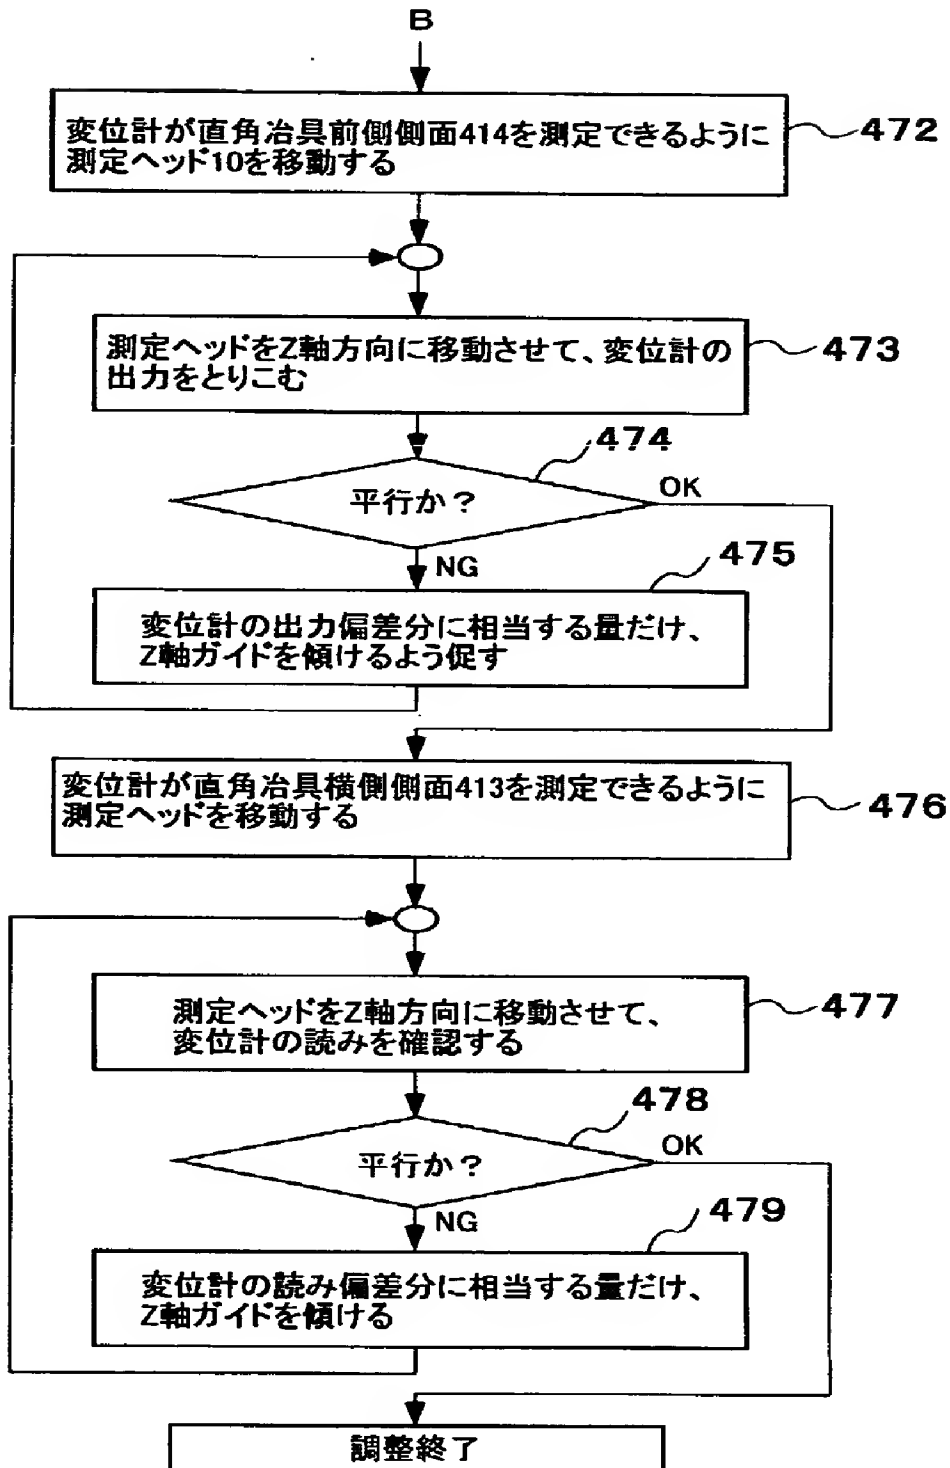 B
変位計が直角冶具前側側面414を測定できるように
測定ヘッド10を移動する
472
測定ヘッドをZ軸方向に移動させて、変位計の
出力をとりこむ
473
474
平行か？
OK
NG
475
変位計の出力偏差分に相当する量だけ、
Z軸ガイドを傾けるよう促す
変位計が直角冶具横側側面413を測定できるように
測定ヘッドを移動する
476
測定ヘッドをZ軸方向に移動させて、
変位計の読みを確認する
477
478
平行か？
OK
NG
479
変位計の読み偏差分に相当する量だけ、
Z軸ガイドを傾ける
調整終了